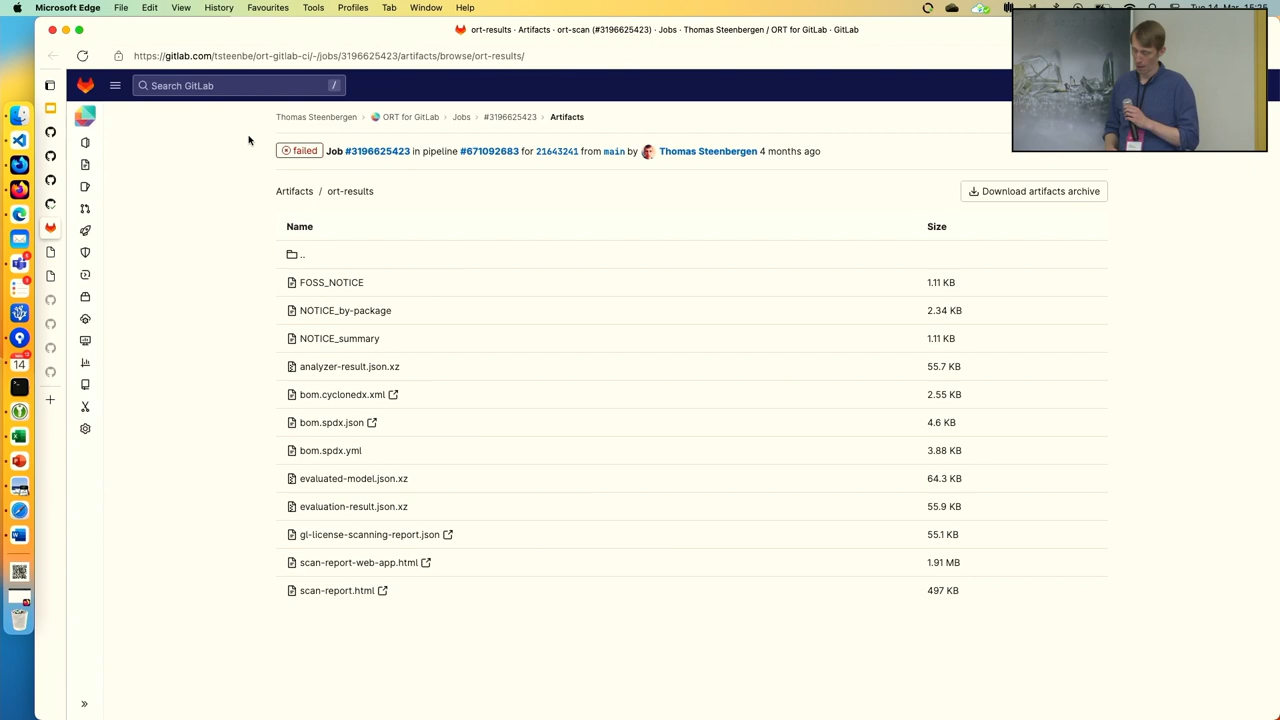 Microsoft Edge File Edit View History Favourites Tools Profiles Tab Window Help
ort-results · Artifacts · ort-scan (#3196625423) · Jobs · Thomas Steenbergen / ORT for GitLab · GitLab
https://gitlab.com/tsteenbe/ort-gitlab-ci/-/jobs/3196625423/artifacts/browse/ort-results/
Search GitLab /
Thomas Steenbergen › ORT for GitLab › Jobs › #3196625423 › Artifacts
failed Job #3196625423 in pipeline #671092683 for 21643241 from main by Thomas Steenbergen 4 months ago
Artifacts / ort-results
Download artifacts archive
Name Size
..
FOSS_NOTICE 1.11 KB
NOTICE_by-package 2.34 KB
NOTICE_summary 1.11 KB
analyzer-result.json.xz 55.7 KB
bom.cyclonedx.xml 2.55 KB
bom.spdx.json 4.6 KB
bom.spdx.yml 3.88 KB
evaluated-model.json.xz 64.3 KB
evaluation-result.json.xz 55.9 KB
gl-license-scanning-report.json 55.1 KB
scan-report-web-app.html 1.91 MB
scan-report.html 497 KB
14